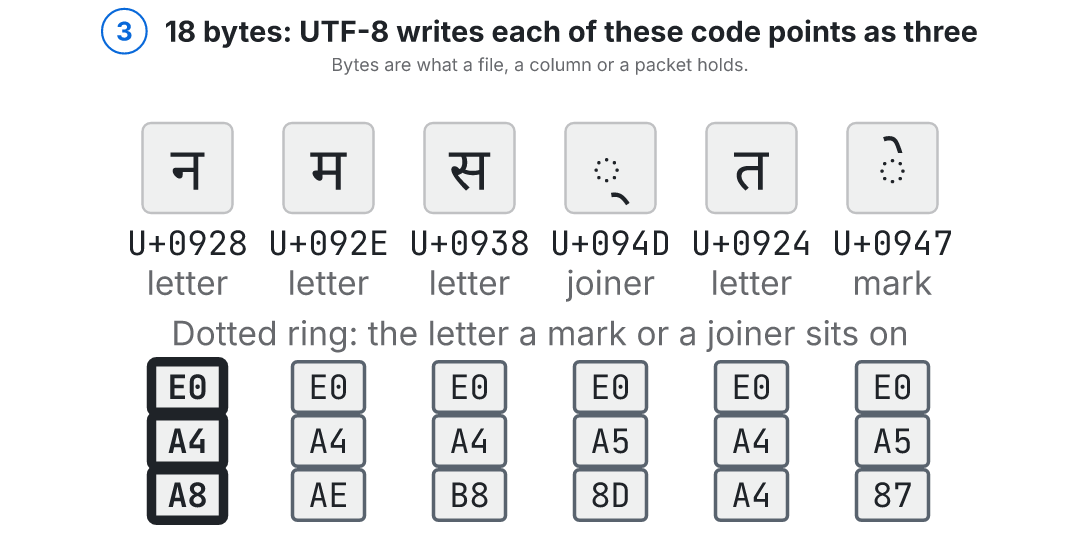 3 18 bytes: UTF-8 writes each of these code points as three
Bytes are what a file, a column or a packet holds.
न म स ् त े
U+0928 U+092E U+0938 U+094D U+0924 U+0947
letter letter letter joiner letter mark
Dotted ring: the letter a mark or a joiner sits on
E0 E0 E0 E0 E0 E0
A4 A4 A4 A5 A4 A5
A8 AE B8 8D A4 87